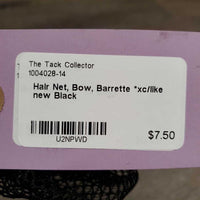 The Tack Collector
1004028-14
Hair Net, Bow, Barrette *xc/like
new Black
U2NPWD
$7.50